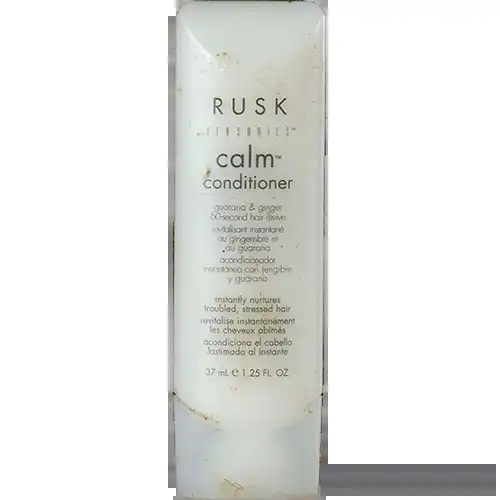 RUSK
SENSORIES™
calm™
conditioner
guarana & ginger
60-second hair revive
revitalisant instantané
au gingembre et
au guarana
acondicionador
instantáneo con jengibre
y guarana
instantly nurtures
troubled, stressed hair
revitalise instantanément
les cheveux abîmés
acondiciona el cabello
lastimado al instante
37 mL e 1.25 FL. OZ.